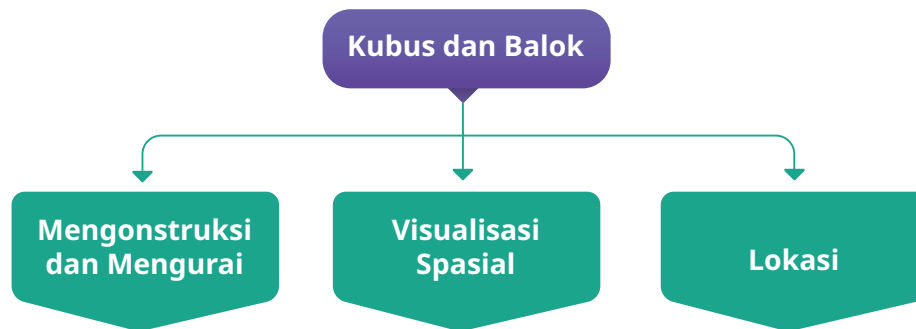 Kubus dan Balok
Mengonstruksi
dan Mengurai
Visualisasi
Spasial
Lokasi